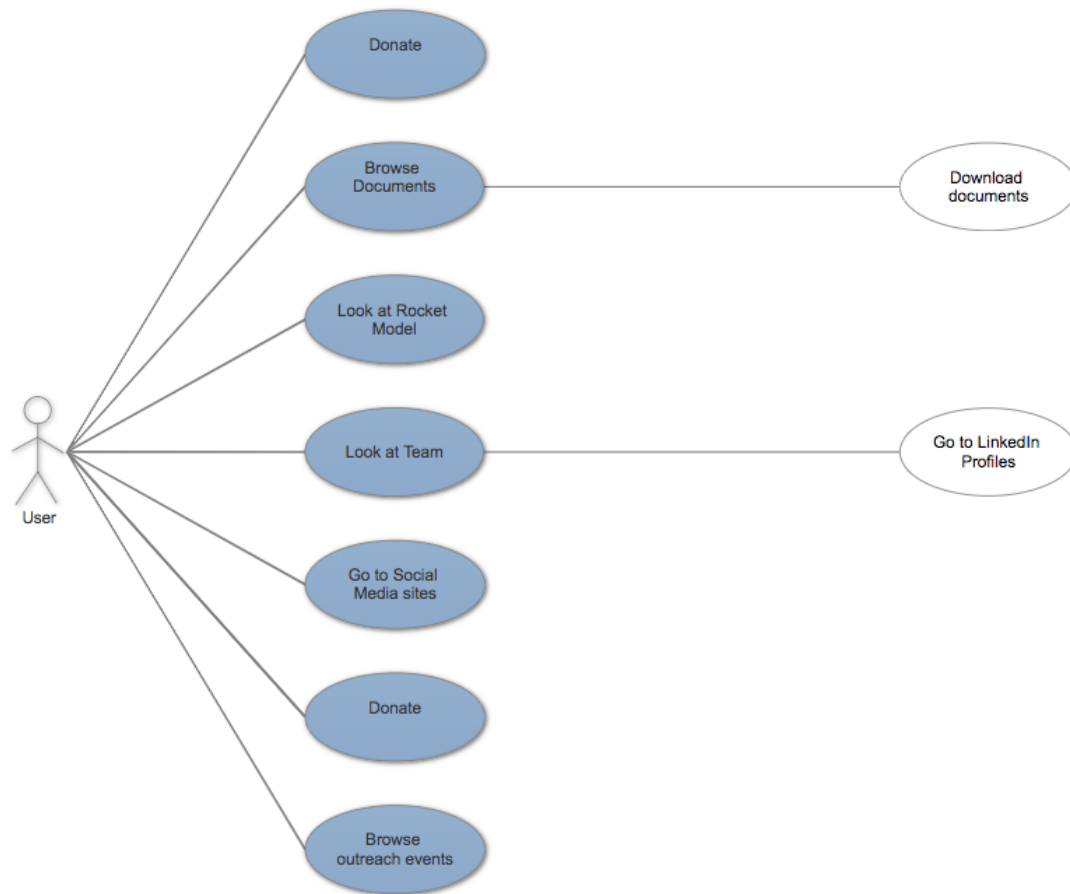 Donate
Browse
Documents
Download
documents
Look at Rocket
Model
Look at Team
Go to LinkedIn
Profiles
User
Go to Social
Media sites
Donate
Browse
outreach events